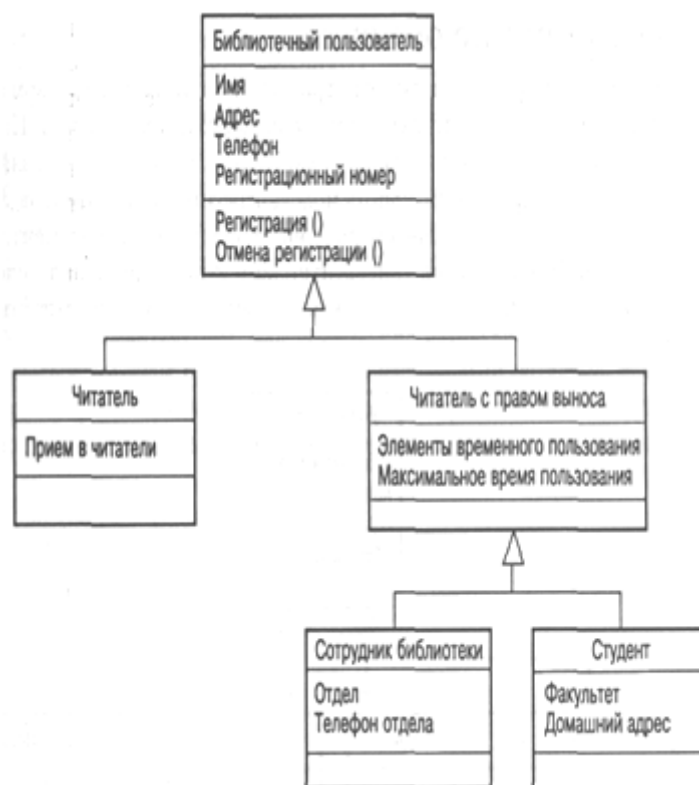 Библиотечный пользователь
Имя
Адрес
Телефон
Регистрационный номер
Регистрация ()
Отмена регистрации ()
Читатель
Прием в читатели
Читатель с правом выноса
Элементы временного пользования
Максимальное время пользования
Сотрудник библиотеки
Отдел
Телефон отдела
Студент
Факультет
Домашний адрес